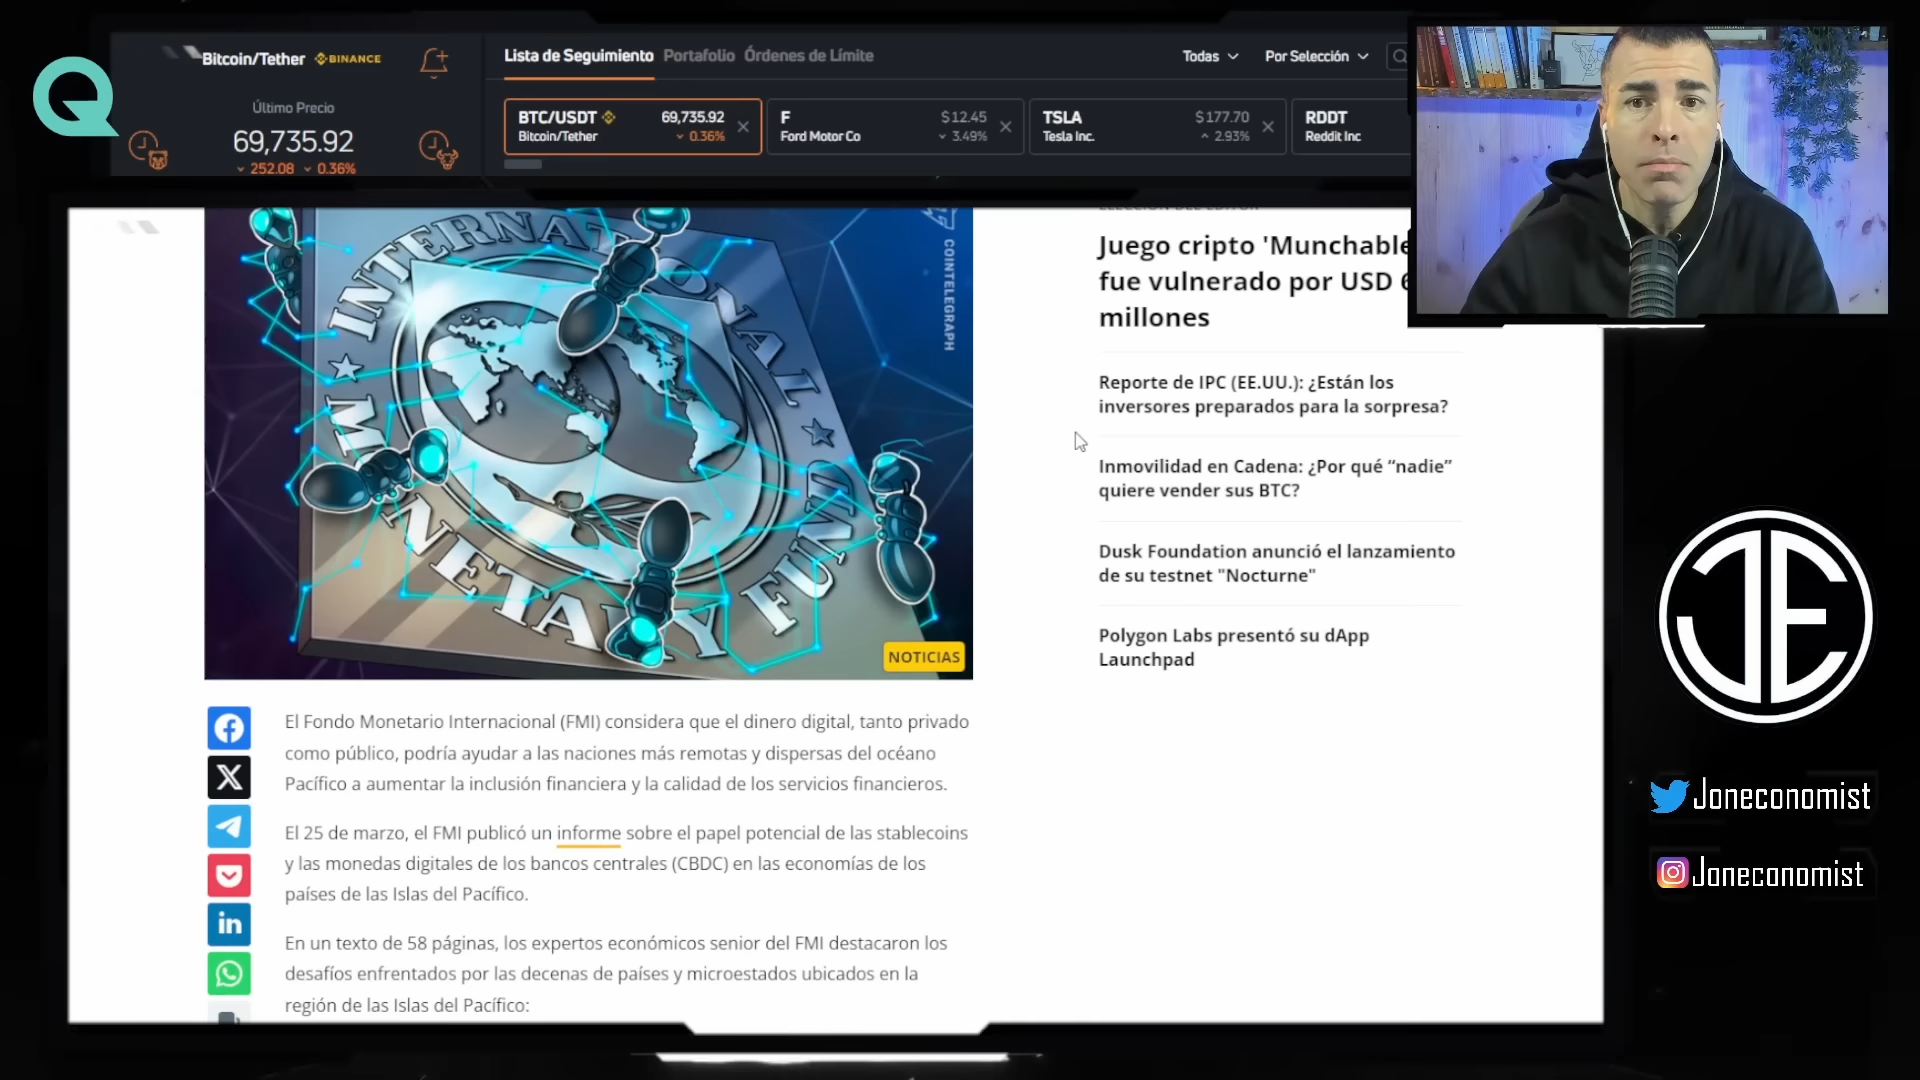 Bitcoin/Tether BINANCE
Último Precio
69,735.92
252.08 0.36%
Lista de Seguimiento Portafolio Órdenes de Límite
Todas Por Selección
BTC/USDT 69,735.92
Bitcoin/Tether 0.36%
F $12.45
Ford Motor Co 3.49%
TSLA $177.70
Tesla Inc. 2.93%
RDDT
Reddit Inc
INTERNATIONAL MONETARY FUND
COINTELEGRAPH
NOTICIAS
El Fondo Monetario Internacional (FMI) considera que el dinero digital, tanto privado
como público, podría ayudar a las naciones más remotas y dispersas del océano
Pacífico a aumentar la inclusión financiera y la calidad de los servicios financieros.
El 25 de marzo, el FMI publicó un informe sobre el papel potencial de las stablecoins
y las monedas digitales de los bancos centrales (CBDC) en las economías de los
países de las Islas del Pacífico.
En un texto de 58 páginas, los expertos económicos senior del FMI destacaron los
desafíos enfrentados por las decenas de países y microestados ubicados en la
región de las Islas del Pacífico:
Juego cripto 'Munchable
fue vulnerado por USD 6
millones
Reporte de IPC (EE.UU.): ¿Están los
inversores preparados para la sorpresa?
Inmovilidad en Cadena: ¿Por qué “nadie”
quiere vender sus BTC?
Dusk Foundation anunció el lanzamiento
de su testnet "Nocturne"
Polygon Labs presentó su dApp
Launchpad
JE
Joneconomist
Joneconomist